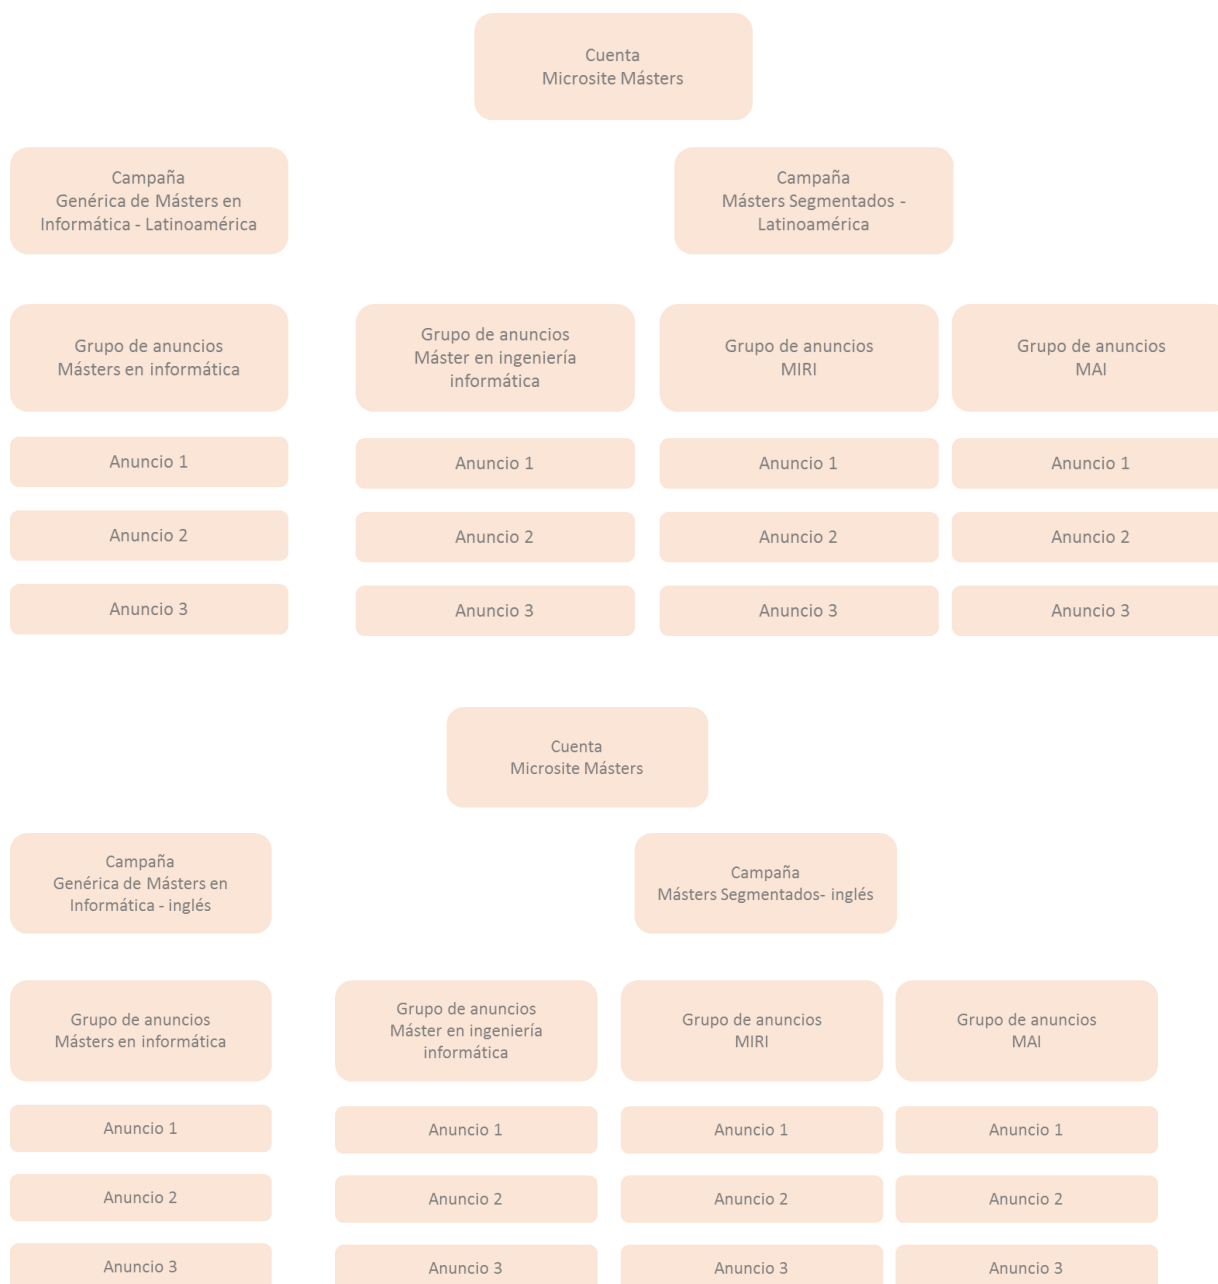 Cuenta
Microsite Másters
Campaña
Genérica de Másters en
Informática - Latinoamérica
Campaña
Másters Segmentados -
Latinoamérica
Grupo de anuncios
Másters en informática
Grupo de anuncios
Máster en ingeniería
informática
Grupo de anuncios
MIRI
Grupo de anuncios
MAI
Anuncio 1
Anuncio 1
Anuncio 1
Anuncio 1
Anuncio 2
Anuncio 2
Anuncio 2
Anuncio 2
Anuncio 3
Anuncio 3
Anuncio 3
Anuncio 3
Cuenta
Microsite Másters
Campaña
Genérica de Másters en
Informática - inglés
Campaña
Másters Segmentados- inglés
Grupo de anuncios
Másters en informática
Grupo de anuncios
Máster en ingeniería
informática
Grupo de anuncios
MIRI
Grupo de anuncios
MAI
Anuncio 1
Anuncio 1
Anuncio 1
Anuncio 1
Anuncio 2
Anuncio 2
Anuncio 2
Anuncio 2
Anuncio 3
Anuncio 3
Anuncio 3
Anuncio 3